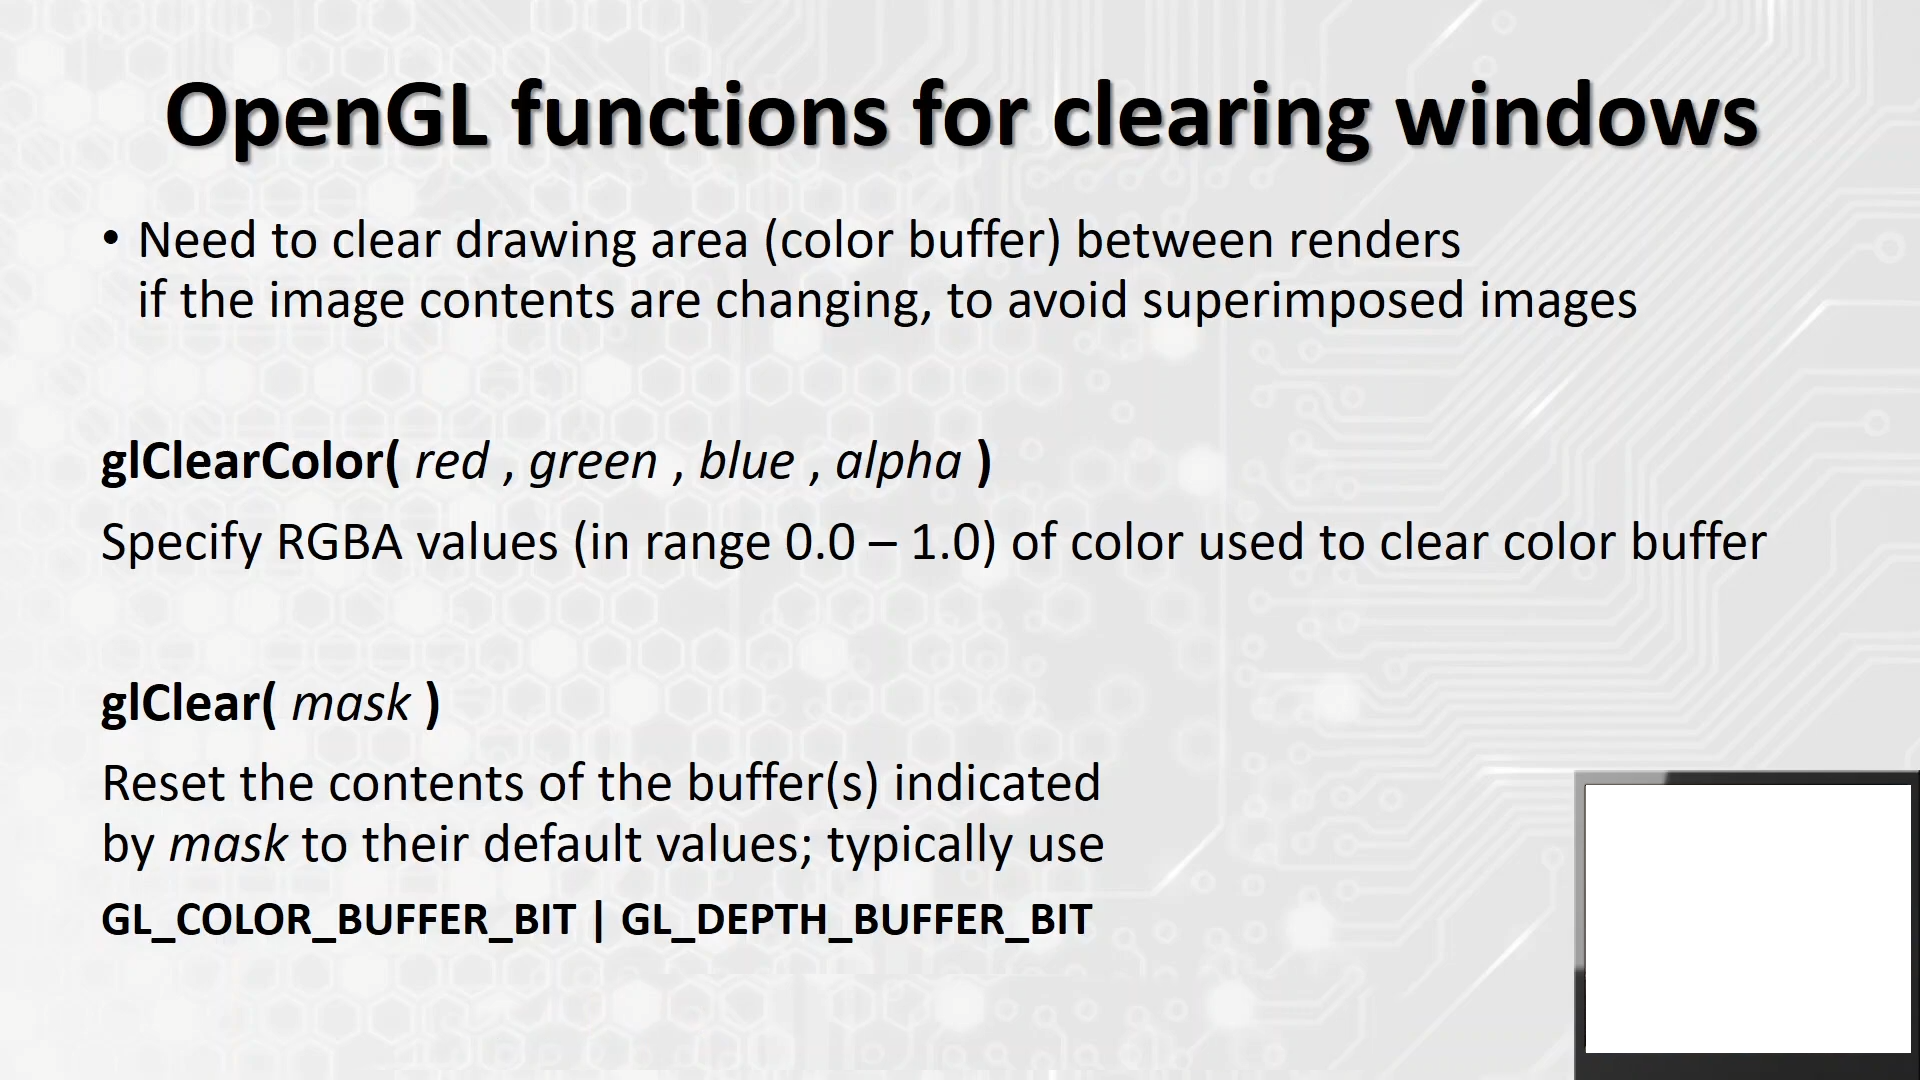 OpenGL functions for clearing windows
• Need to clear drawing area (color buffer) between renders
if the image contents are changing, to avoid superimposed images
glClearColor( red , green , blue , alpha )
Specify RGBA values (in range 0.0 – 1.0) of color used to clear color buffer
glClear( mask )
Reset the contents of the buffer(s) indicated
by mask to their default values; typically use
GL_COLOR_BUFFER_BIT | GL_DEPTH_BUFFER_BIT